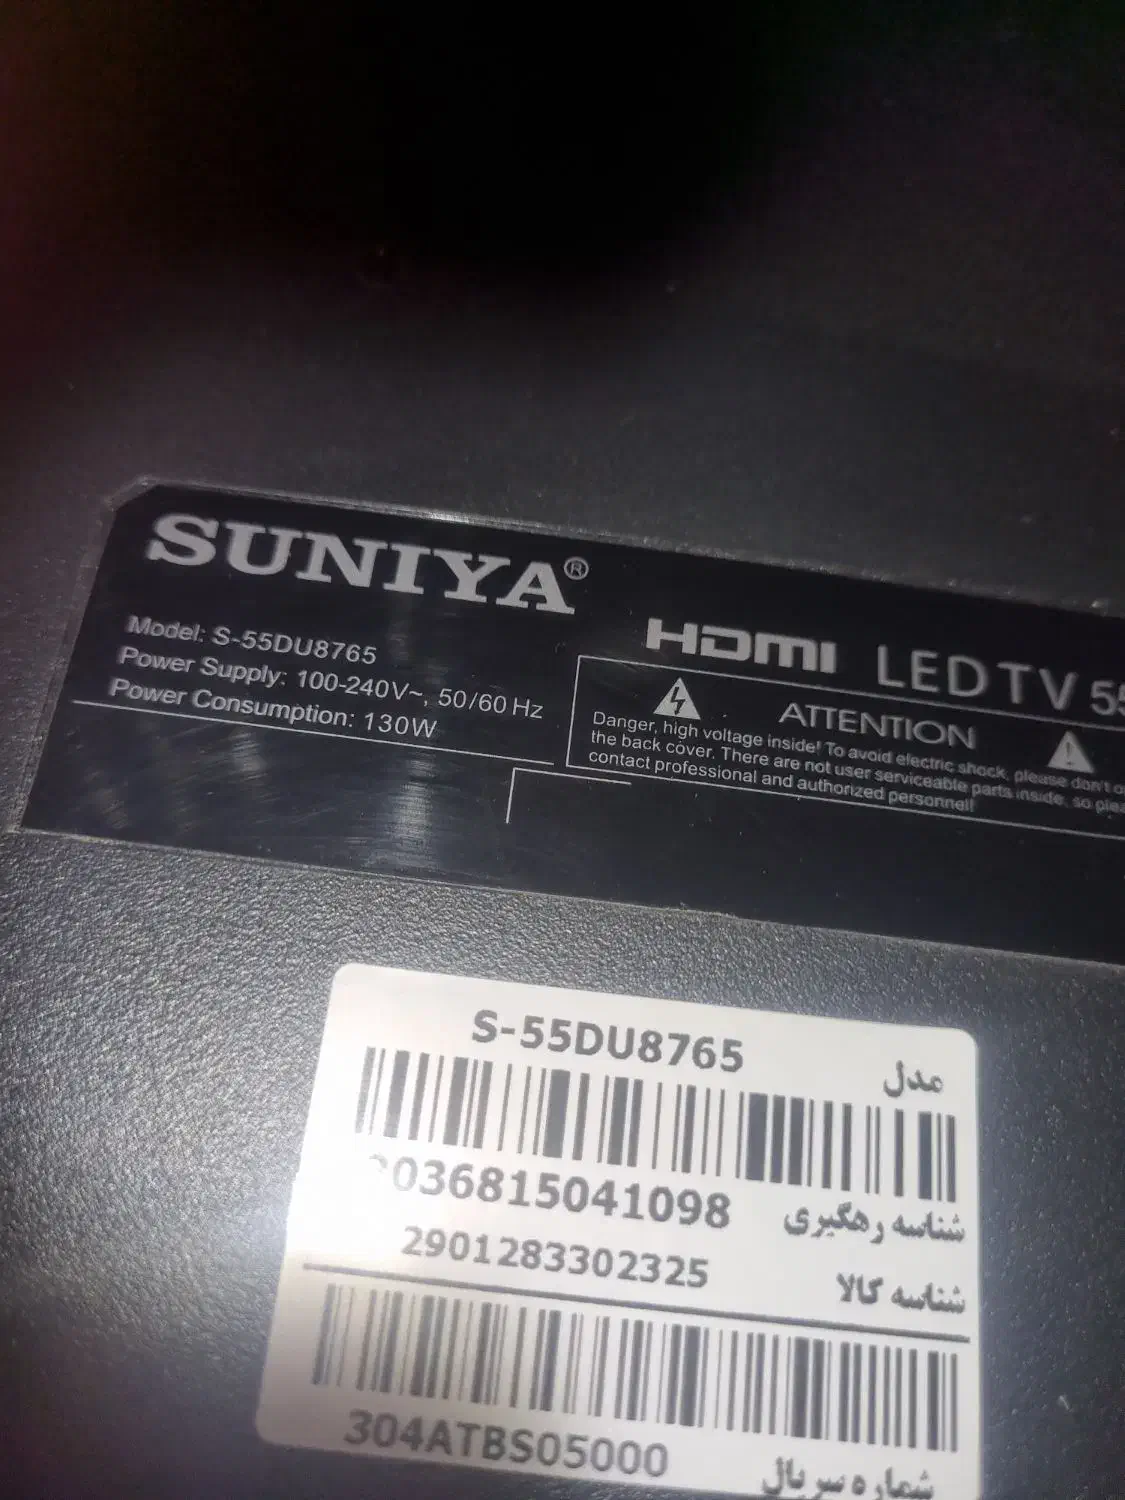 SUNIYA®
Model: S-55DU8765
Power Supply: 100-240V~, 50/60 Hz
Power Consumption: 130W
HDMI LED TV
ATTENTION
Danger, high voltage inside! To avoid electric shock, please don't
the back cover. There are not user serviceable parts inside, so
contact professional and authorized personnel!
S-55DU8765 مدل
036815041098 شناسه رهگیری
2901283302325 شناسه کالا
304ATBS05000 شماره سریال